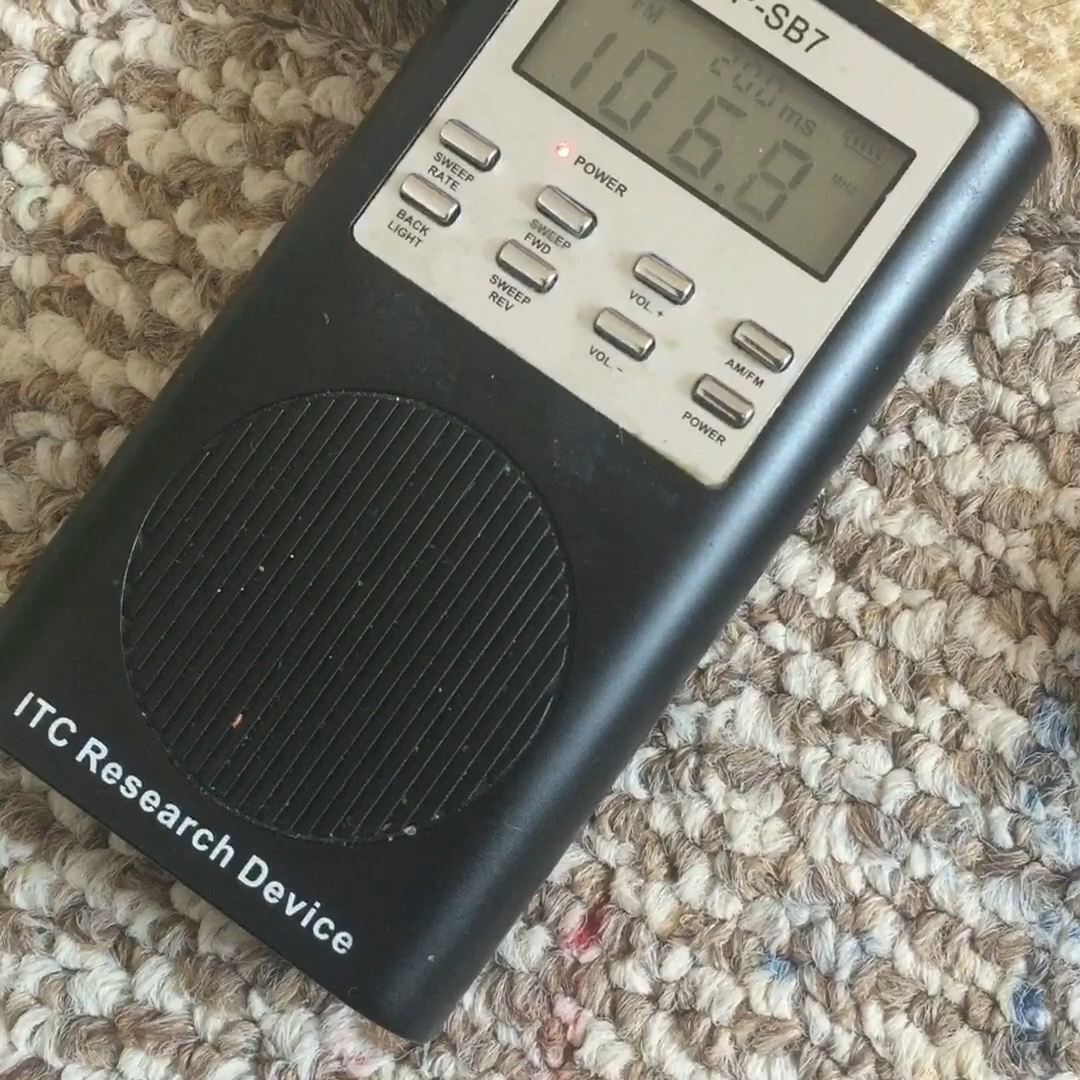 P-SB7
FM
200ms
106.8
MHz
POWER
SWEEP
RATE
BACK
LIGHT
SWEEP
FWD
SWEEP
REV
VOL. +
VOL. -
AM/FM
POWER
ITC Research Device